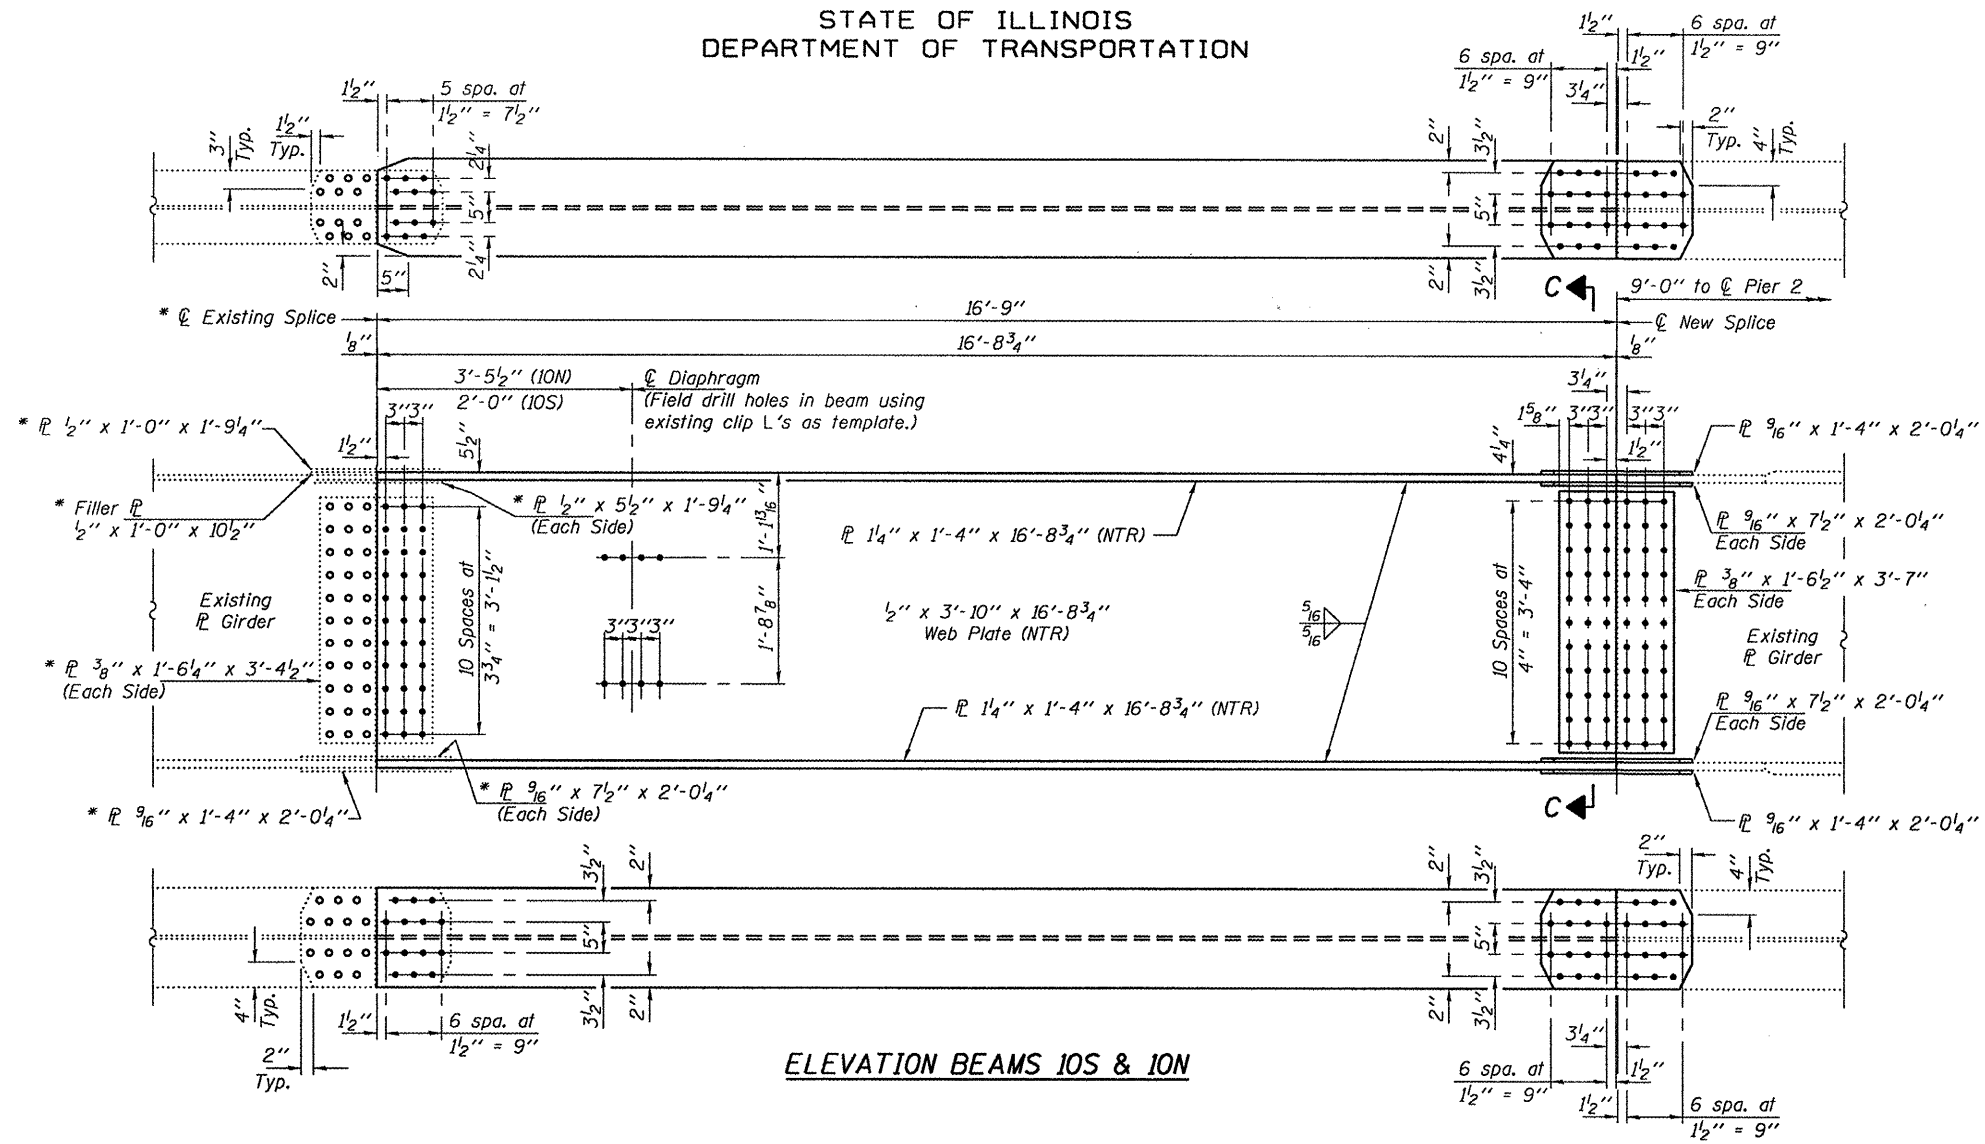 STATE OF ILLINOIS
DEPARTMENT OF TRANSPORTATION
1½"
5 spa. at
1½" = 7½"
3"
Typ.
1½"
Typ.
2¼"
5"
2¼"
2"
5"
1½"
6 spa. at
1½" = 9"
6 spa. at
1½" = 9"
1½"
3¼"
2"
Typ.
4"
Typ.
2"
3½"
5"
2"
3½"
C
9'-0" to ℄ Pier 2
* ℄ Existing Splice
16'-9"
℄ New Splice
⅛"
16'-8¾"
⅛"
3'-5½" (10N)
2'-0" (10S)
℄ Diaphragm
(Field drill holes in beam using
existing clip L's as template.)
3¼"
* ℙL ½" x 1'-0" x 1'-9¼"
3" 3"
1½"
5½"
1⅝" 3" 3"
3" 3"
1½"
4¼"
ℙL 9/16" x 1'-4" x 2'-0¼"
* Filler ℙL
½" x 1'-0" x 10½"
* ℙL ½" x 5½" x 1'-9¼"
(Each Side)
1'-1 13/16"
ℙL 1¼" x 1'-4" x 16'-8¾" (NTR)
ℙL 9/16" x 7½" x 2'-0¼"
Each Side
10 Spaces at
3¾" = 3'-1½"
10 Spaces at
4" = 3'-4"
ℙL ⅜" x 1'-6½" x 3'-7"
Each Side
Existing
ℙL Girder
3" 3" 3"
1'-8⅞"
½" x 3'-10" x 16'-8¾"
Web Plate (NTR)
5/16
5/16
Existing
ℙL Girder
* ℙL ⅜" x 1'-6¼" x 3'-4½"
(Each Side)
ℙL 1¼" x 1'-4" x 16'-8¾" (NTR)
ℙL 9/16" x 7½" x 2'-0¼"
Each Side
* ℙL 9/16" x 7½" x 2'-0¼"
(Each Side)
* ℙL 9/16" x 1'-4" x 2'-0¼"
C
ℙL 9/16" x 1'-4" x 2'-0¼"
3½"
2"
5"
3½"
2"
2"
3½"
5"
2"
3½"
2"
Typ.
4"
Typ.
4"
Typ.
2"
Typ.
1½"
6 spa. at
1½" = 9"
3¼"
6 spa. at
1½" = 9"
1½"
1½"
6 spa. at
1½" = 9"
ELEVATION BEAMS 10S & 10N